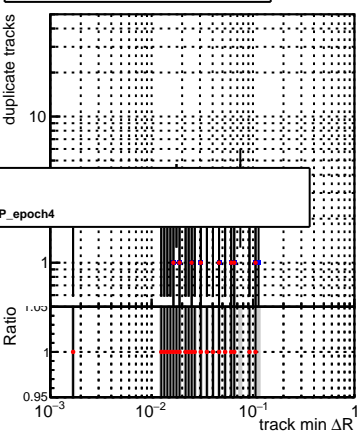 duplicate tracks
10
P_epoch4
1
1.05
Ratio
1
0.95
10⁻³ 10⁻² 10⁻¹ 1
track min ΔR